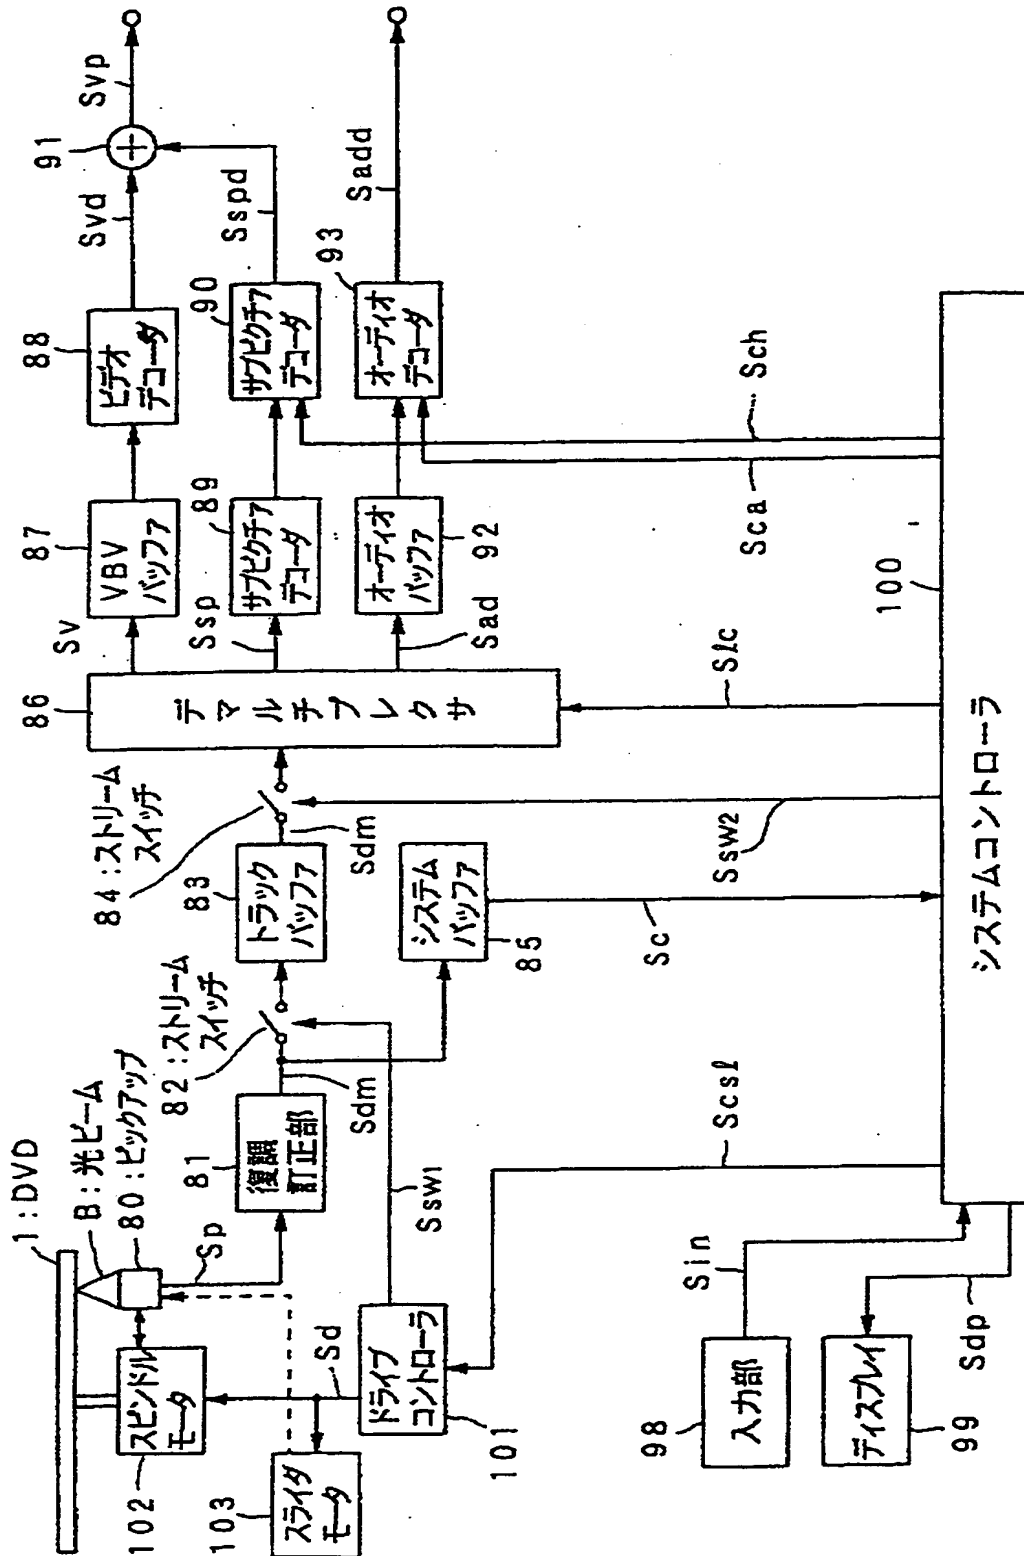 1:DVD
B:光ビーム
80:ピックアップ
Sp
スピンドル
モータ
102
103
スライダ
モータ
Sd
ドライブ
コントローラ
101
81
復調
訂正部
Sdm
82:ストリーム
スイッチ
Ssw1
83
トラック
バッファ
84:ストリーム
スイッチ
Sdm
システム
バッファ
85
Sc
Ssw2
86
デマルチプレクサ
Slc
Sv
Ssp
Sad
87
VBV
バッファ
89
サブピクチァ
デコーダ
オーディオ
バッファ
92
88
ビデオ
デコーダ
90
サブピクチァ
デコーダ
93
オーディオ
デコーダ
Svd
91
Svp
Sspd
Sadd
Sca
Sch
100
システムコントローラ
Scsl
Sin
98
入力部
ディスプレイ
99
Sdp